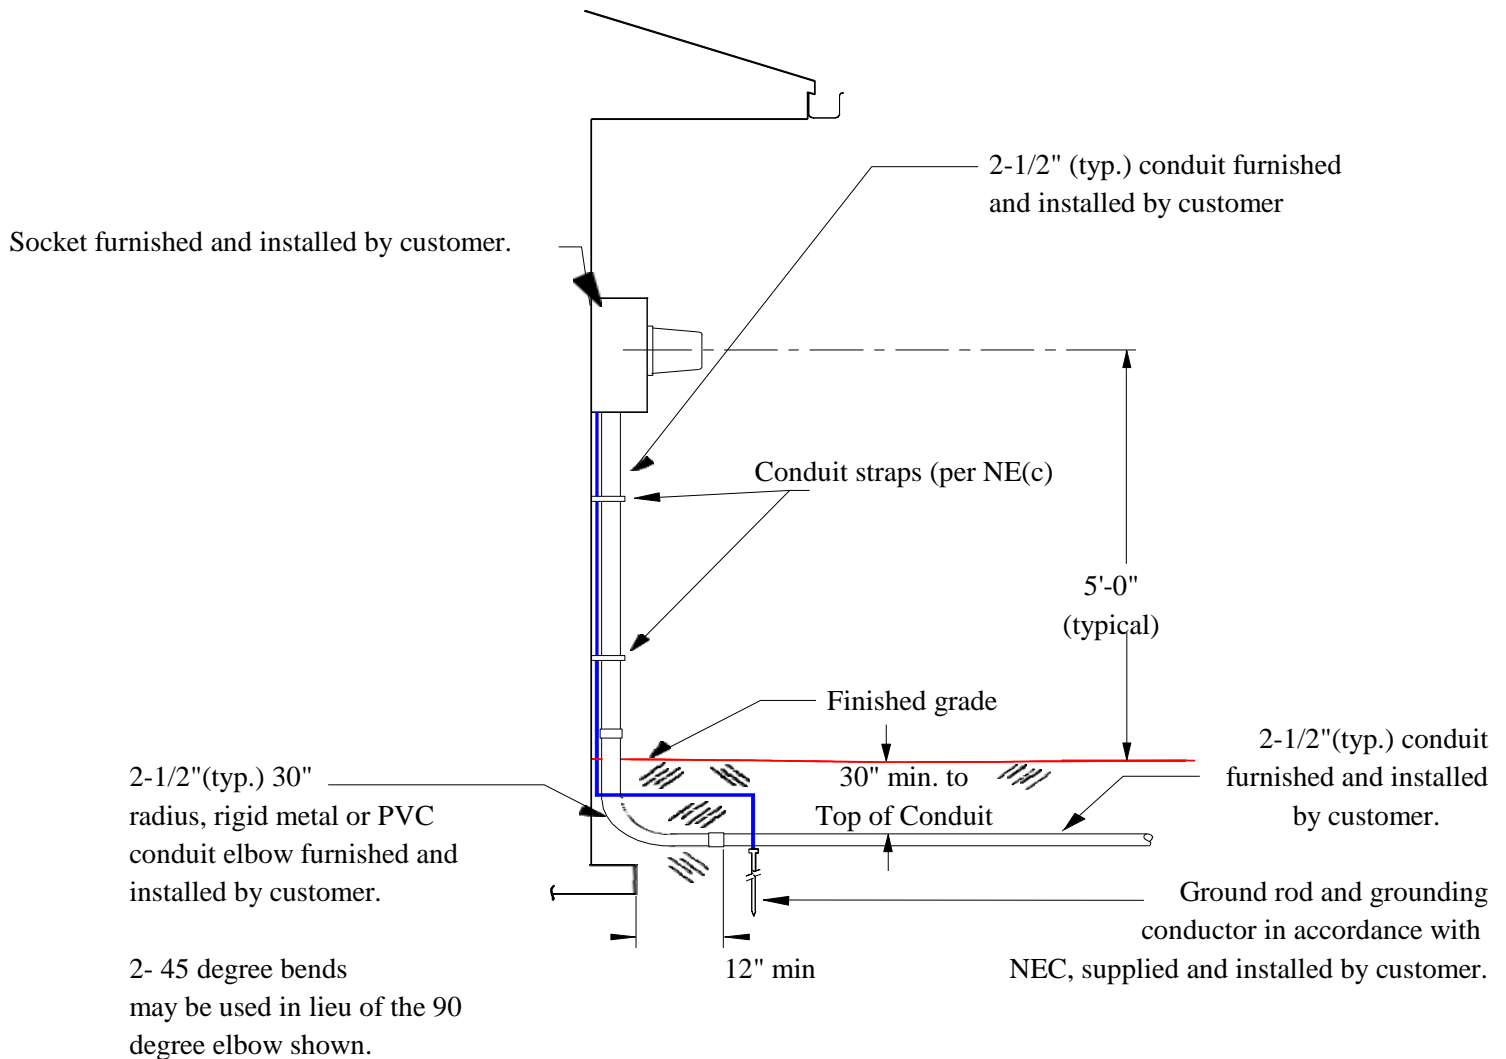 2-1/2" (typ.) conduit furnished
and installed by customer
Socket furnished and installed by customer.
Conduit straps (per NE(c)
5'-0"
(typical)
Finished grade
2-1/2"(typ.) conduit
furnished and installed
by customer.
30" min. to
Top of Conduit
2-1/2"(typ.) 30"
radius, rigid metal or PVC
conduit elbow furnished and
installed by customer.
Ground rod and grounding
conductor in accordance with
NEC, supplied and installed by customer.
12" min
2- 45 degree bends
may be used in lieu of the 90
degree elbow shown.